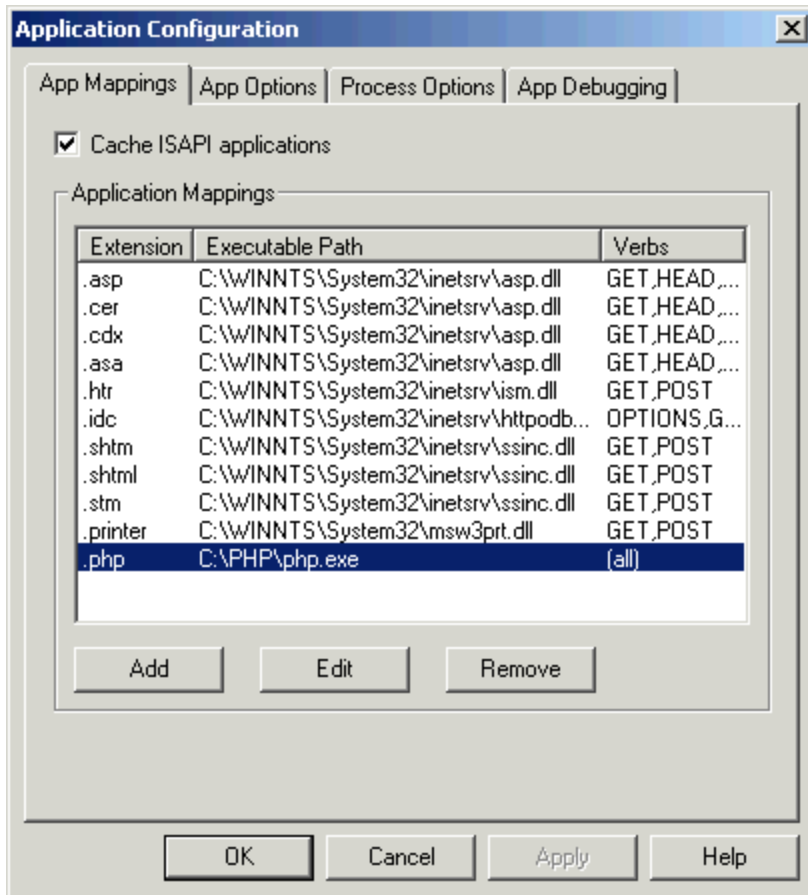 Application Configuration
App Mappings App Options Process Options App Debugging
Cache ISAPI applications
Application Mappings
Extension Executable Path Verbs
.asp C:\WINNTS\System32\inetsrv\asp.dll GET,HEAD,...
.cer C:\WINNTS\System32\inetsrv\asp.dll GET,HEAD,...
.cdx C:\WINNTS\System32\inetsrv\asp.dll GET,HEAD,...
.asa C:\WINNTS\System32\inetsrv\asp.dll GET,HEAD,...
.htr C:\WINNTS\System32\inetsrv\ism.dll GET,POST
.idc C:\WINNTS\System32\inetsrv\httpodb... OPTIONS,G...
.shtm C:\WINNTS\System32\inetsrv\ssinc.dll GET,POST
.shtml C:\WINNTS\System32\inetsrv\ssinc.dll GET,POST
.stm C:\WINNTS\System32\inetsrv\ssinc.dll GET,POST
.printer C:\WINNTS\System32\msw3prt.dll GET,POST
.php C:\PHP\php.exe (all)
Add Edit Remove
OK Cancel Apply Help